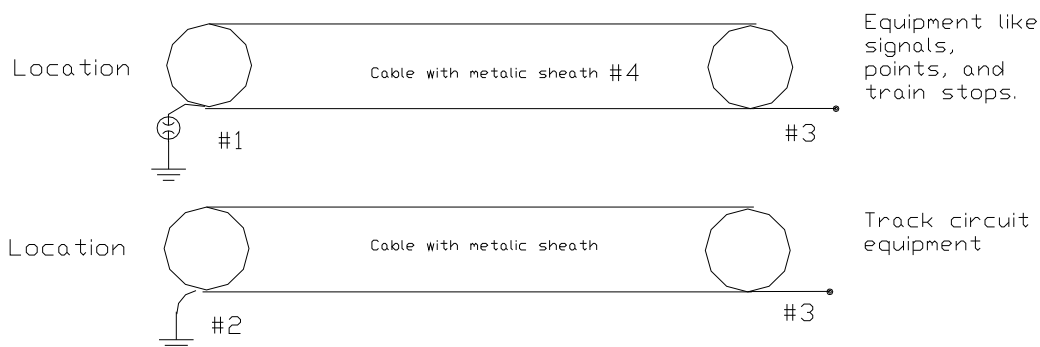 Equipment like
signals,
points, and
train stops.
Location
Cable with metalic sheath #4
#1
#3
Track circuit
equipment
Location
Cable with metalic sheath
#2
#3